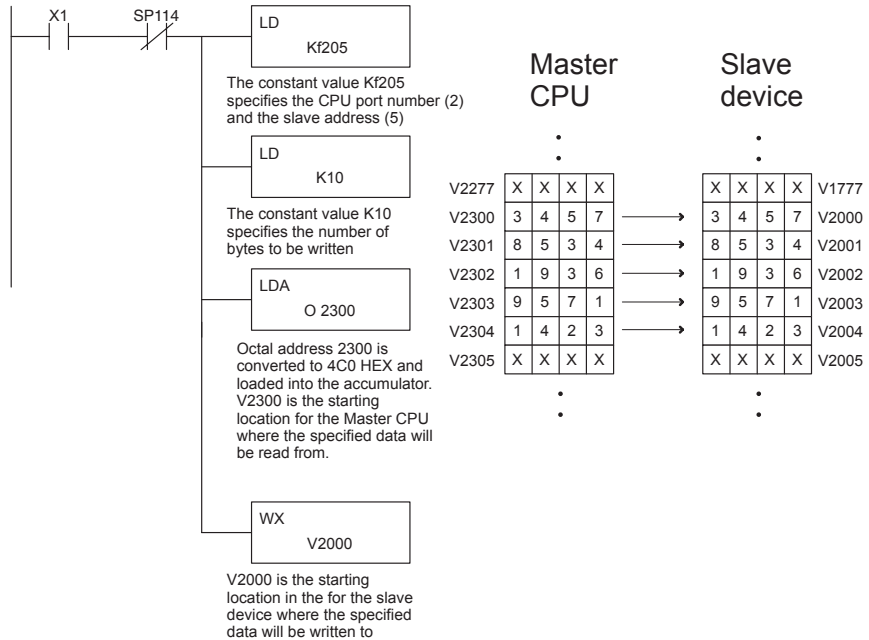 X1
SP114
LD
Kf205
The constant value Kf205
specifies the CPU port number (2)
and the slave address (5)
LD
K10
The constant value K10
specifies the number of
bytes to be written
LDA
O 2300
Octal address 2300 is
converted to 4C0 HEX and
loaded into the accumulator.
V2300 is the starting
location for the Master CPU
where the specified data will
be read from.
WX
V2000
V2000 is the starting
location in the for the slave
device where the specified
data will be written to
Master
CPU
Slave
device
V2277 X X X X X X X X V1777
V2300 3 4 5 7 3 4 5 7 V2000
V2301 8 5 3 4 8 5 3 4 V2001
V2302 1 9 3 6 1 9 3 6 V2002
V2303 9 5 7 1 9 5 7 1 V2003
V2304 1 4 2 3 1 4 2 3 V2004
V2305 X X X X X X X X V2005